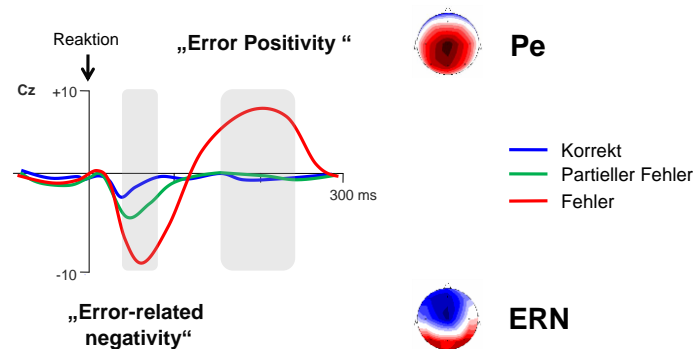 Reaktion
„Error Positivity “
Pe
Cz
+10
Korrekt
Partieller Fehler
Fehler
300 ms
-10
„Error-related
negativity“
ERN